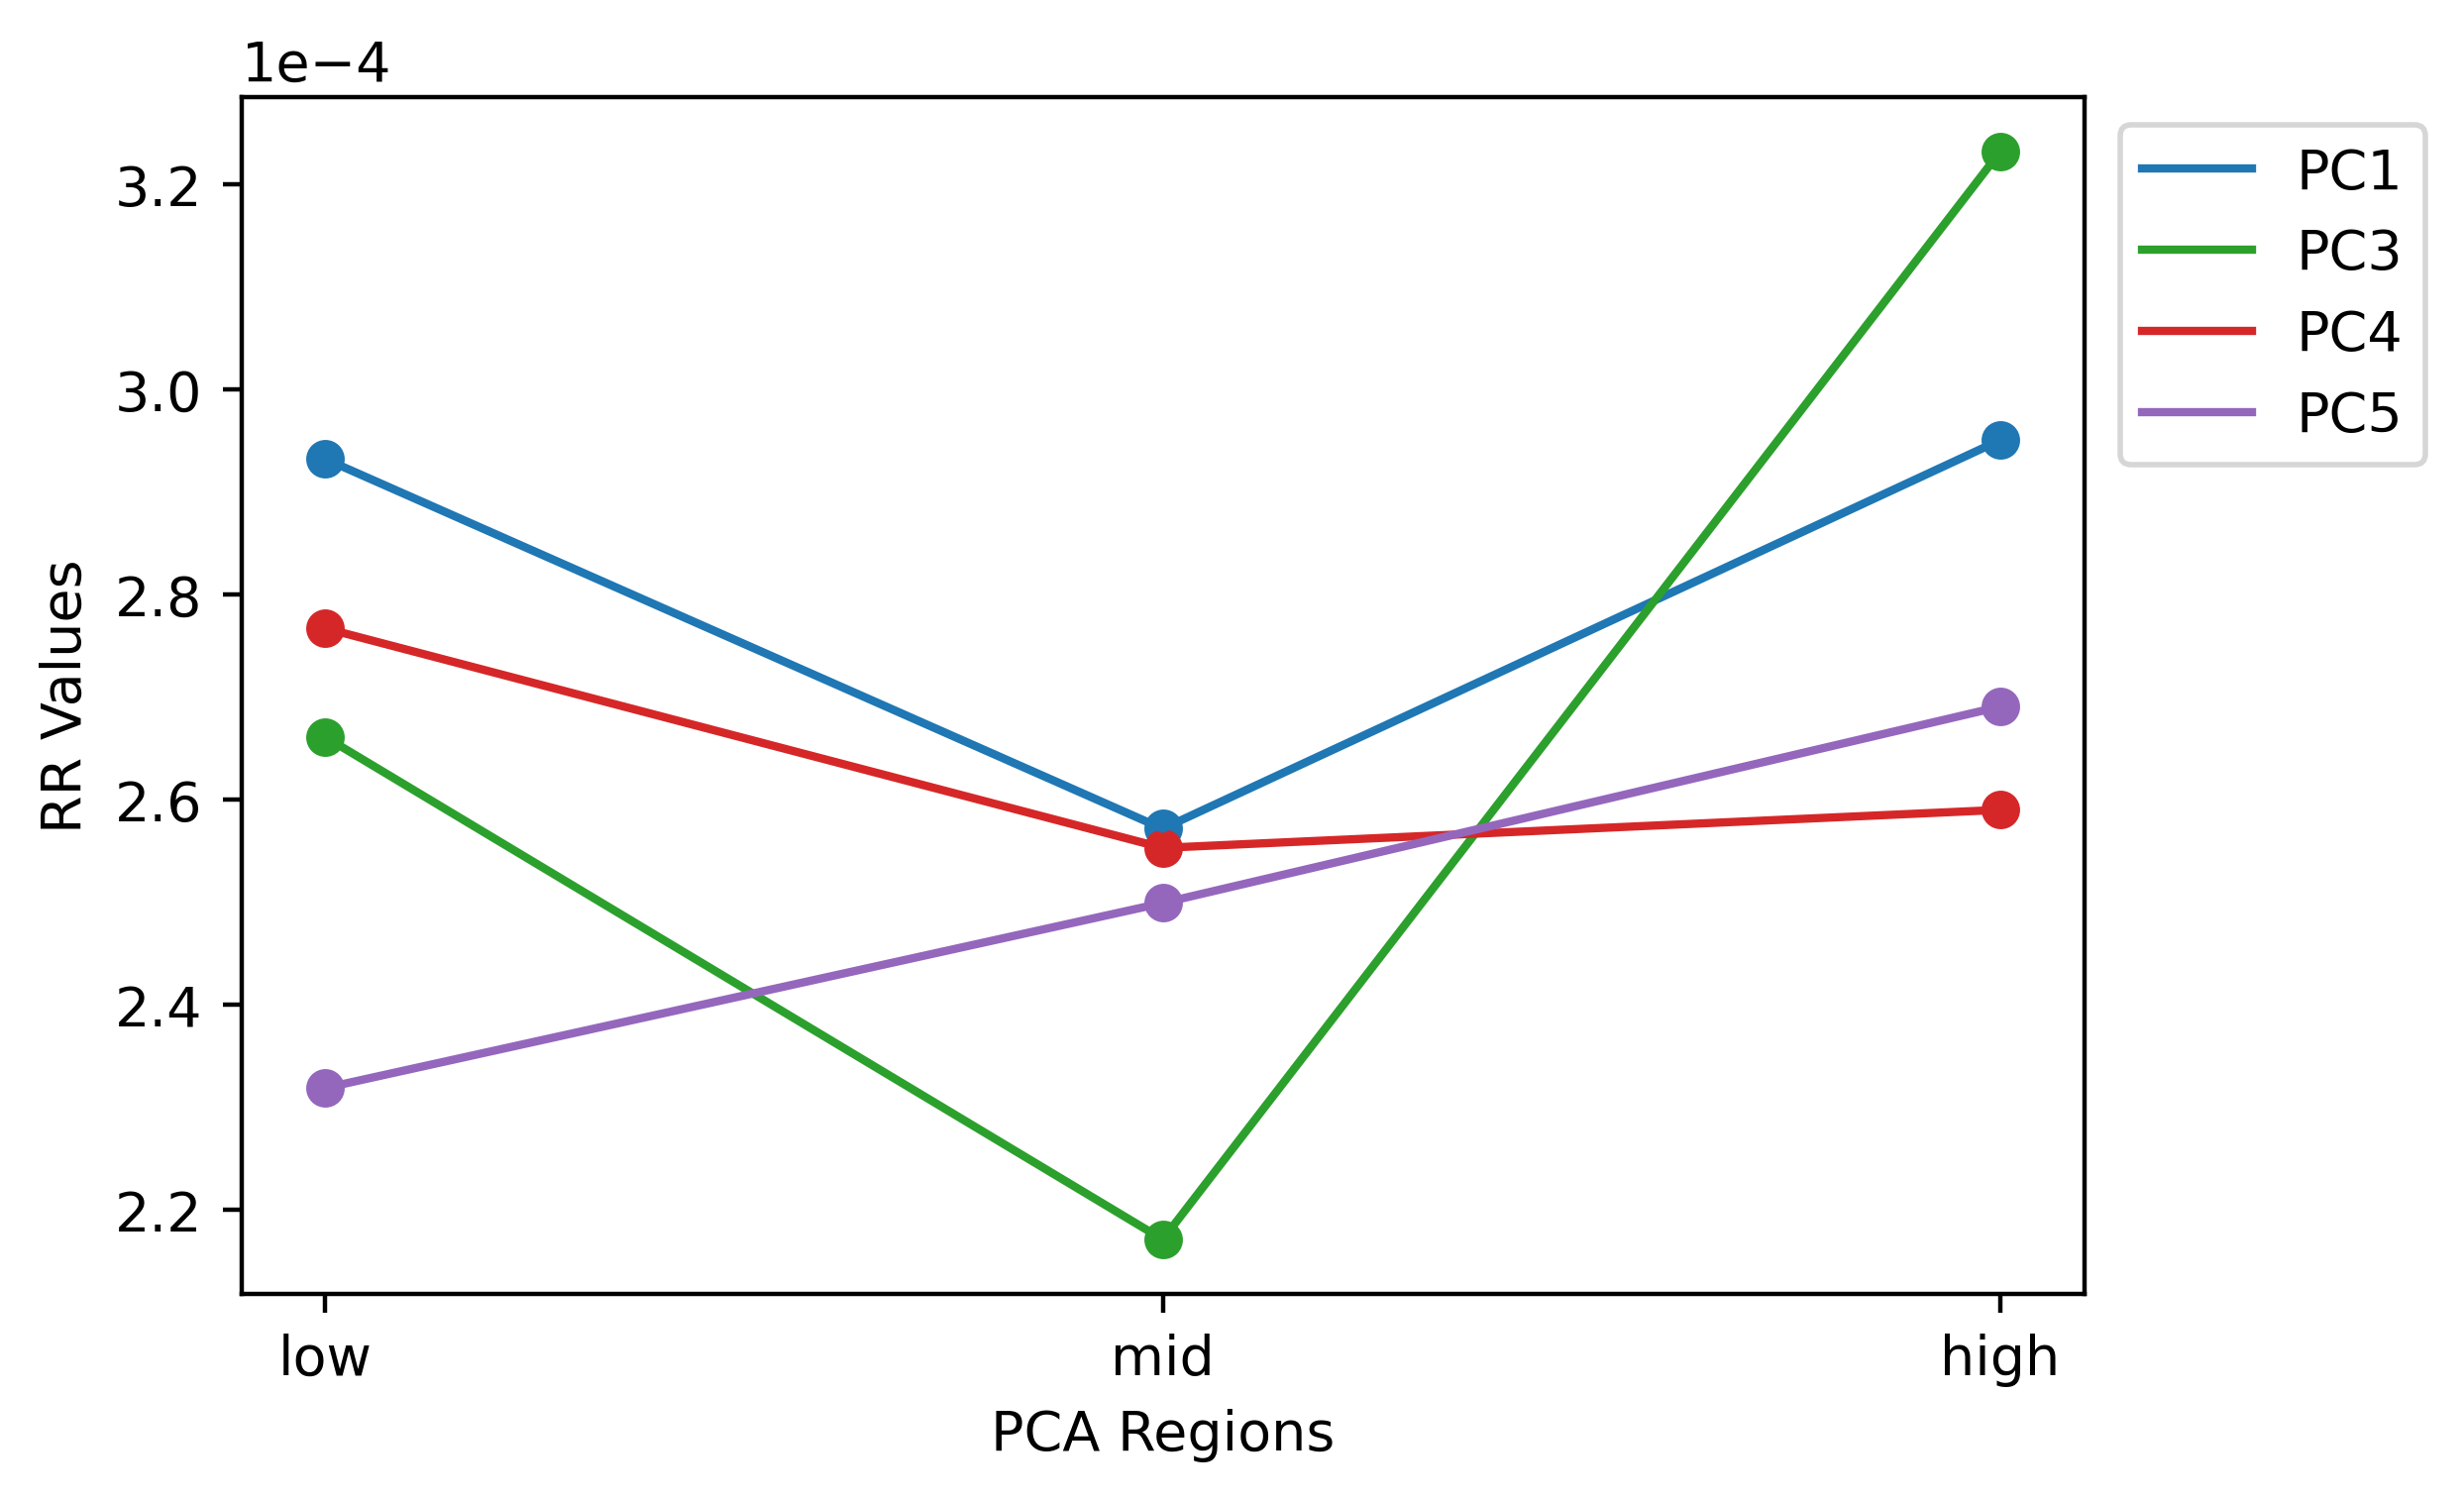 1e−4
3.2
3.0
2.8
2.6
2.4
2.2
RR Values
low mid high
PCA Regions
PC1
PC3
PC4
PC5